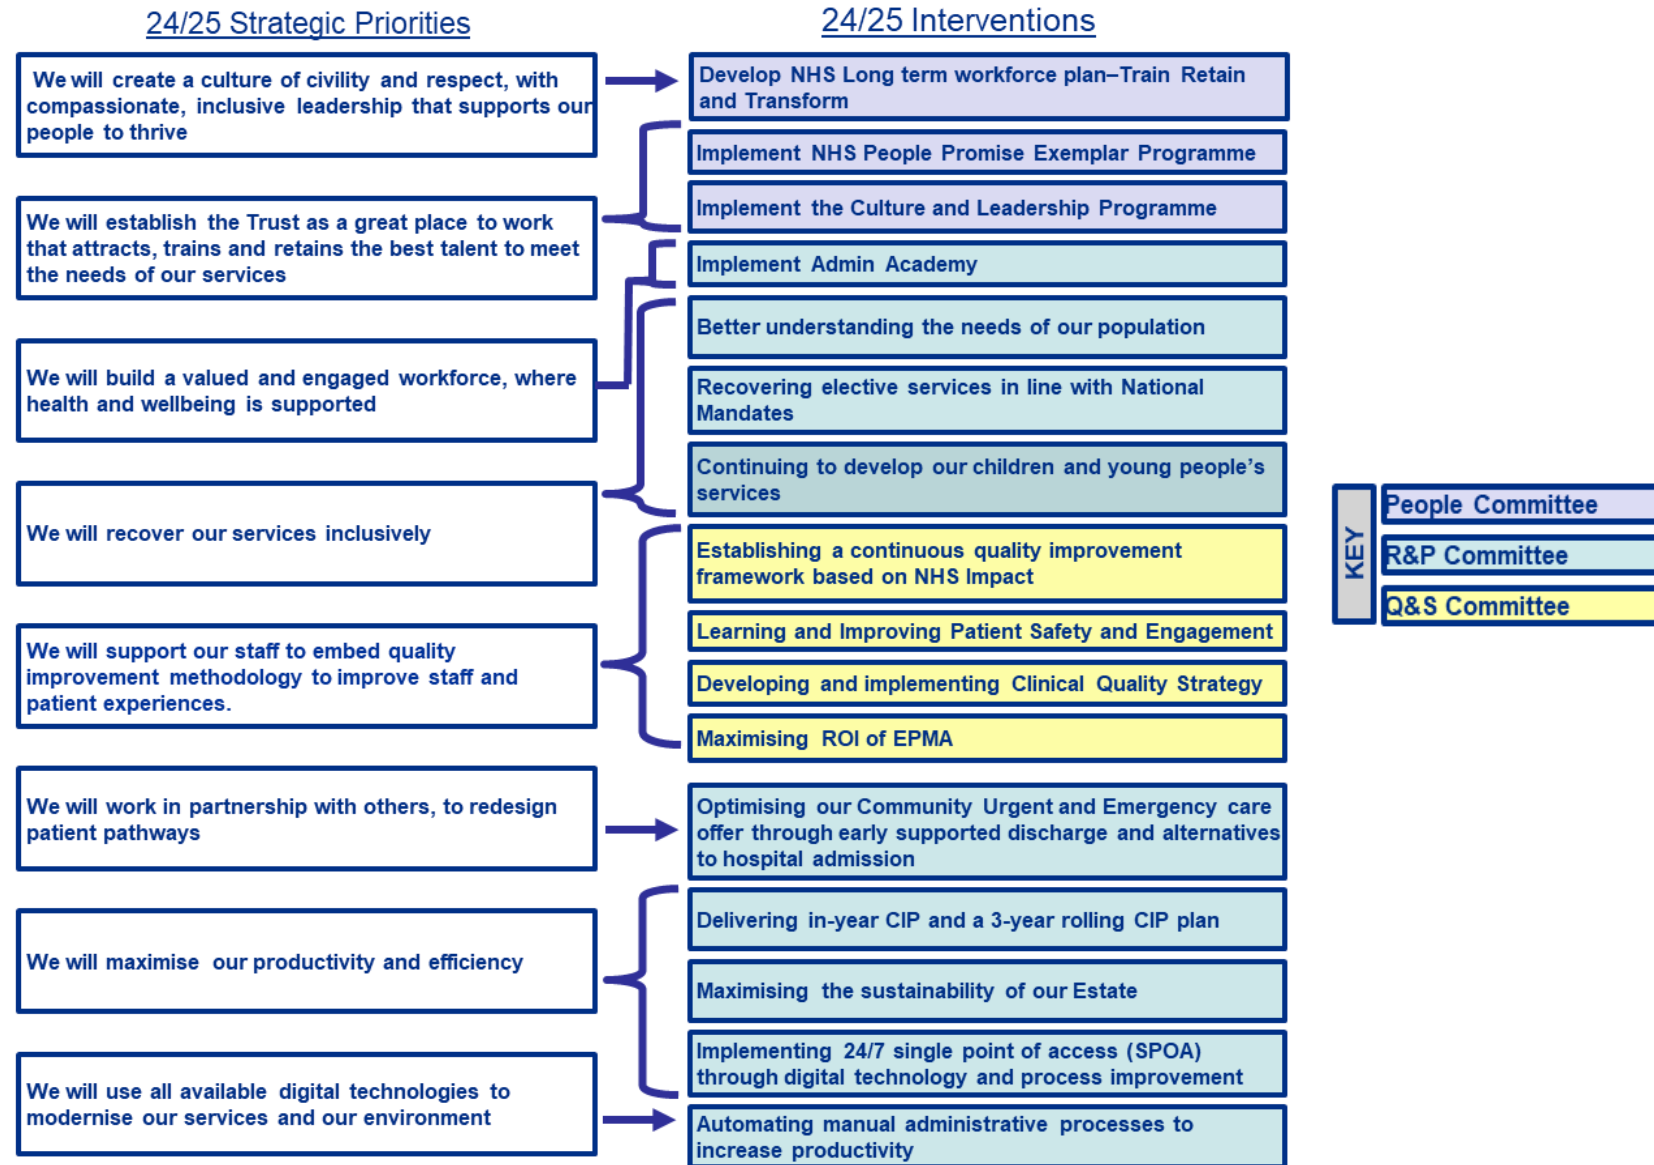 24/25 Strategic Priorities
We will create a culture of civility and respect, with
compassionate, inclusive leadership that supports our
people to thrive
We will establish the Trust as a great place to work
that attracts, trains and retains the best talent to meet
the needs of our services
We will build a valued and engaged workforce, where
health and wellbeing is supported
We will recover our services inclusively
We will support our staff to embed quality
improvement methodology to improve staff and
patient experiences.
We will work in partnership with others, to redesign
patient pathways
We will maximise our productivity and efficiency
We will use all available digital technologies to
modernise our services and our environment
24/25 Interventions
Develop NHS Long term workforce plan–Train Retain
and Transform
Implement NHS People Promise Exemplar Programme
Implement the Culture and Leadership Programme
Implement Admin Academy
Better understanding the needs of our population
Recovering elective services in line with National
Mandates
Continuing to develop our children and young people’s
services
Establishing a continuous quality improvement
framework based on NHS Impact
Learning and Improving Patient Safety and Engagement
Developing and implementing Clinical Quality Strategy
Maximising ROI of EPMA
Optimising our Community Urgent and Emergency care
offer through early supported discharge and alternatives
to hospital admission
Delivering in-year CIP and a 3-year rolling CIP plan
Maximising the sustainability of our Estate
Implementing 24/7 single point of access (SPOA)
through digital technology and process improvement
Automating manual administrative processes to
increase productivity
KEY
People Committee
R&P Committee
Q&S Committee